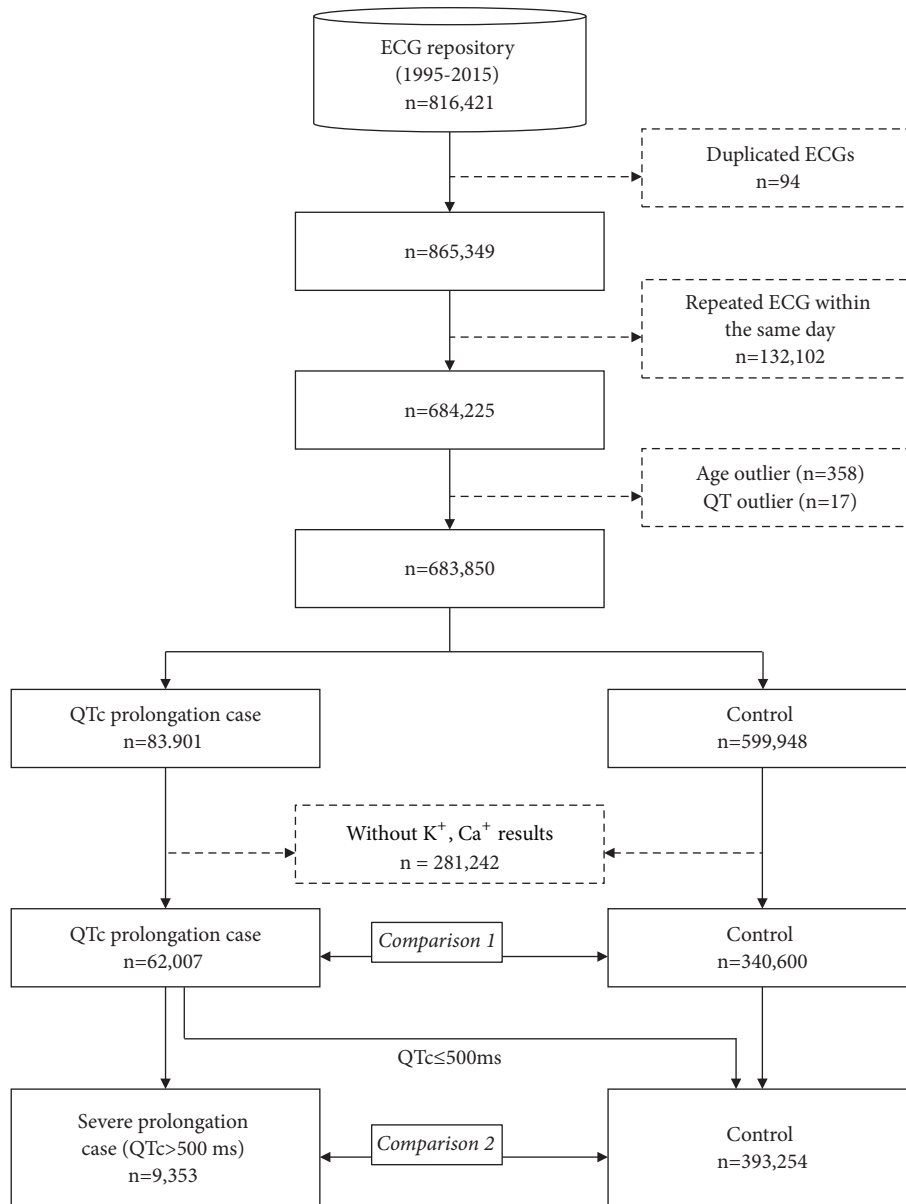 ECG repository
(1995-2015)
n=816,421
Duplicated ECGs
n=94
n=865,349
Repeated ECG within
the same day
n=132,102
n=684,225
Age outlier (n=358)
QT outlier (n=17)
n=683,850
QTc prolongation case
n=83.901
Control
n=599,948
Without K⁺, Ca⁺ results
n = 281,242
QTc prolongation case
n=62,007
Comparison 1
Control
n=340,600
QTc≤500ms
Severe prolongation
case (QTc>500 ms)
n=9,353
Comparison 2
Control
n=393,254